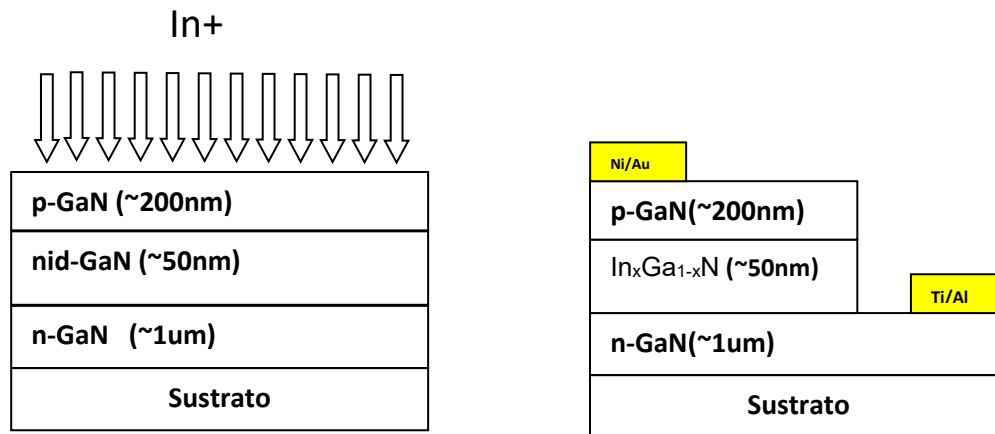 In+
p-GaN (~200nm)
nid-GaN (~50nm)
n-GaN (~1um)
Sustrato
Ni/Au
p-GaN(~200nm)
InxGa1-xN (~50nm)
Ti/Al
n-GaN(~1um)
Sustrato